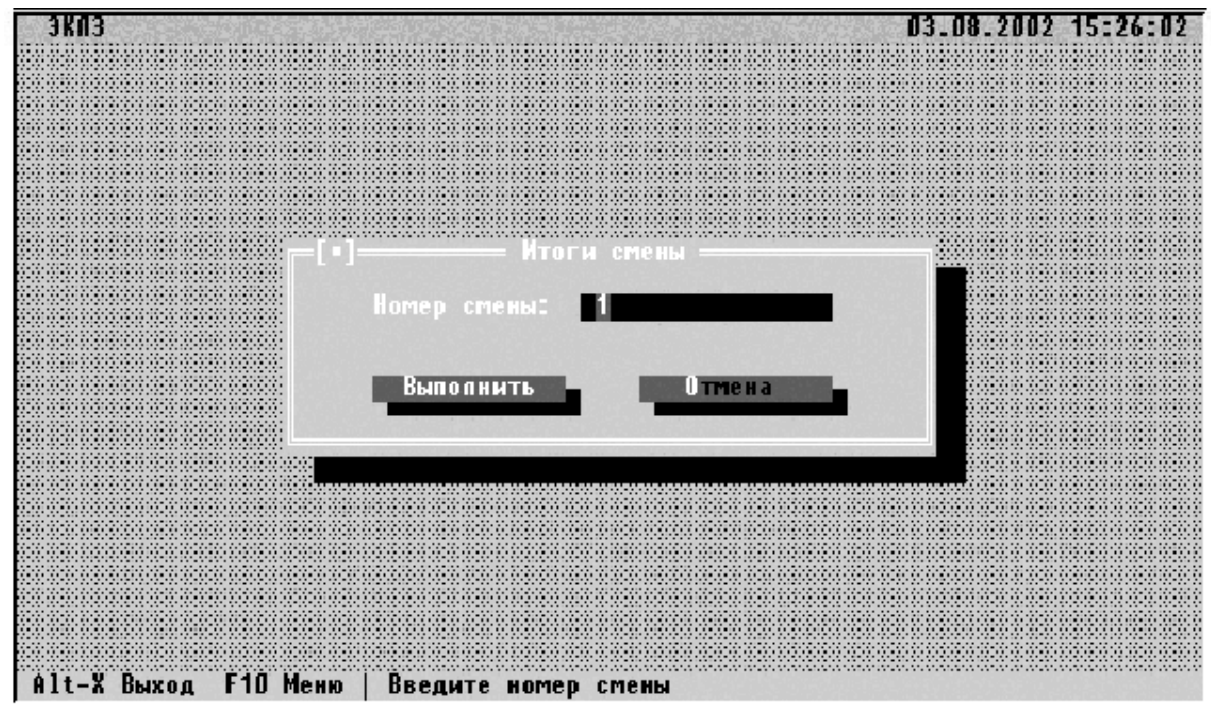 ЭКПЗ 03.08.2002 15:26:02
[▪] Итоги смены
Номер смены: 1
Выполнить Отмена
Alt-X Выход F10 Меню | Введите номер смены